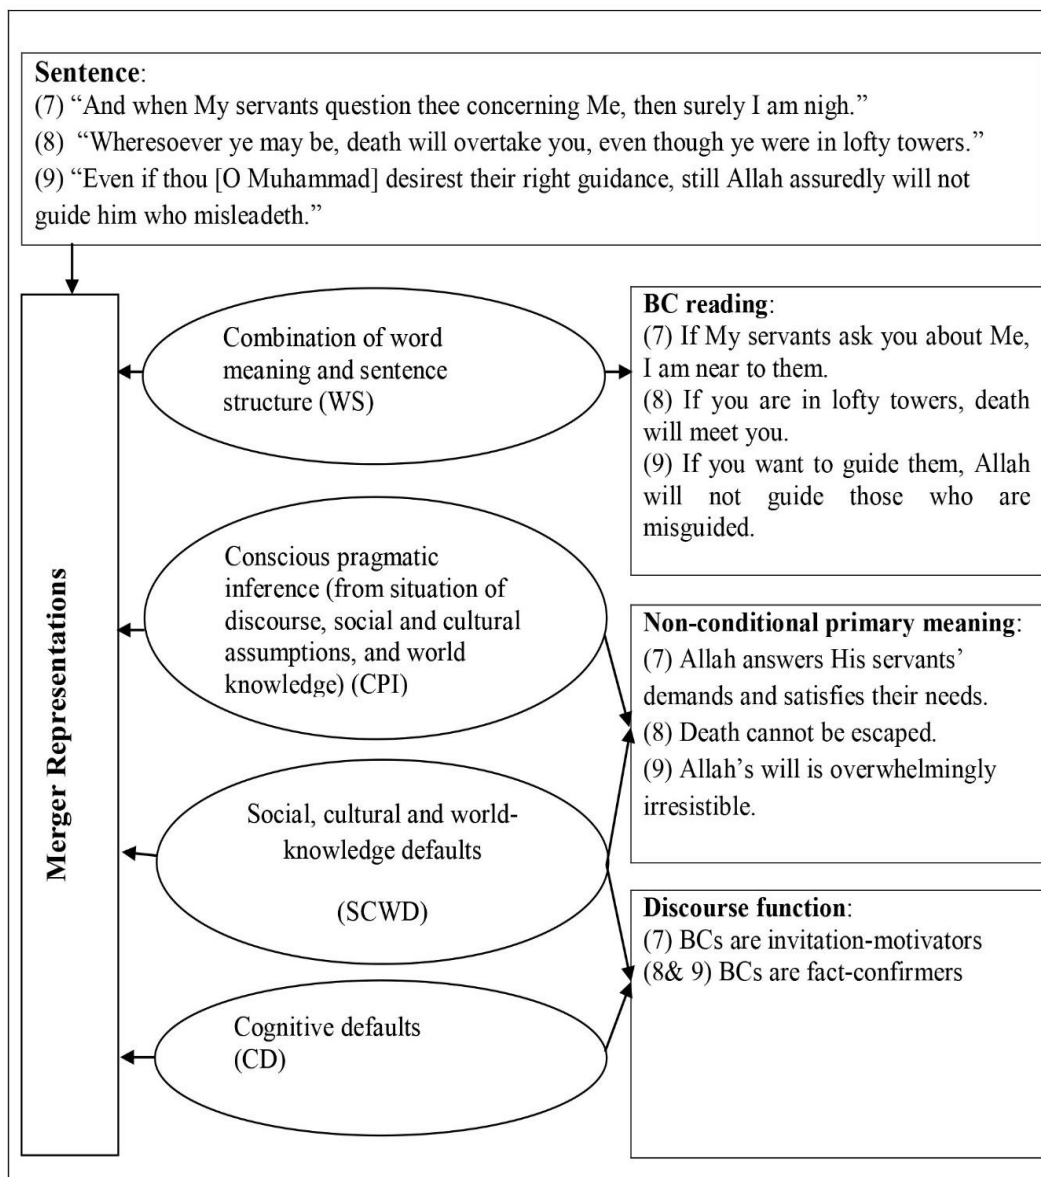 Sentence:
(7) “And when My servants question thee concerning Me, then surely I am nigh.”
(8) “Wheresoever ye may be, death will overtake you, even though ye were in lofty towers.”
(9) “Even if thou [O Muhammad] desirest their right guidance, still Allah assuredly will not
guide him who misleadeth.”
Merger Representations
Combination of word
meaning and sentence
structure (WS)
BC reading:
(7) If My servants ask you about Me,
I am near to them.
(8) If you are in lofty towers, death
will meet you.
(9) If you want to guide them, Allah
will not guide those who are
misguided.
Conscious pragmatic
inference (from situation of
discourse, social and cultural
assumptions, and world
knowledge) (CPI)
Non-conditional primary meaning:
(7) Allah answers His servants’
demands and satisfies their needs.
(8) Death cannot be escaped.
(9) Allah’s will is overwhelmingly
irresistible.
Social, cultural and world-
knowledge defaults
(SCWD)
Discourse function:
(7) BCs are invitation-motivators
(8& 9) BCs are fact-confirmers
Cognitive defaults
(CD)